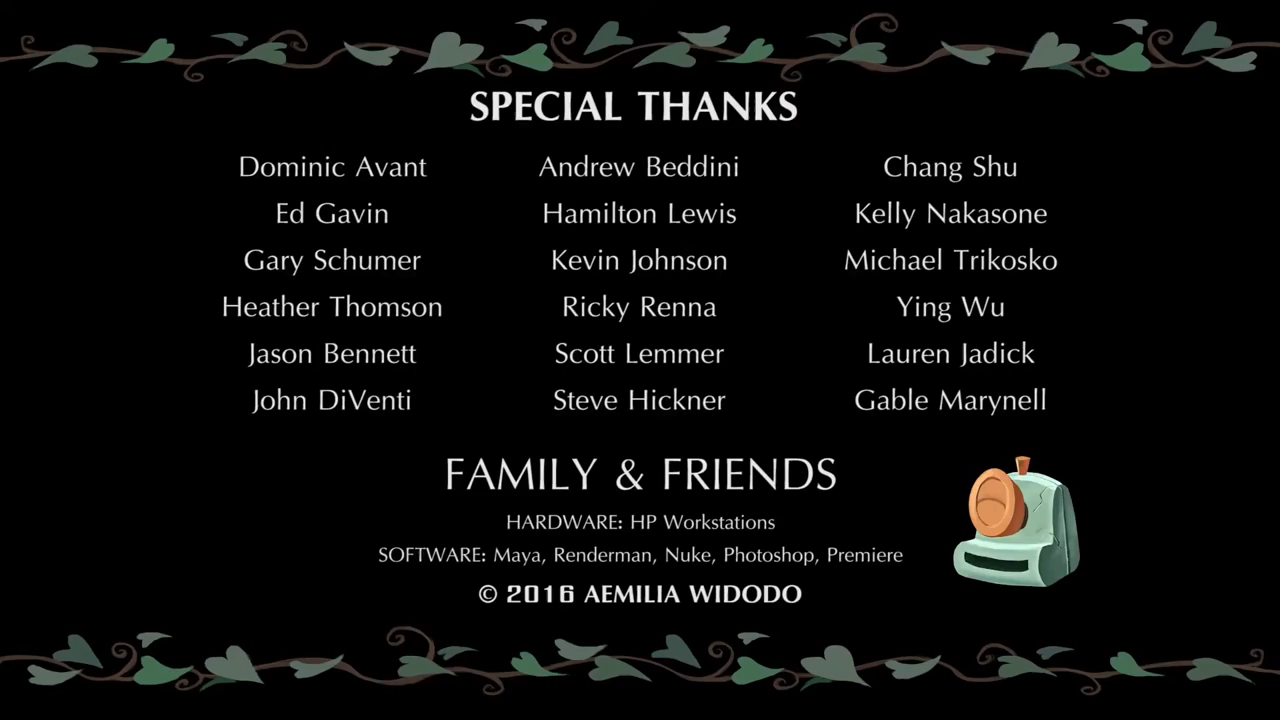 SPECIAL THANKS
Dominic Avant
Ed Gavin
Gary Schumer
Heather Thomson
Jason Bennett
John DiVenti
Andrew Beddini
Hamilton Lewis
Kevin Johnson
Ricky Renna
Scott Lemmer
Steve Hickner
Chang Shu
Kelly Nakasone
Michael Trikosko
Ying Wu
Lauren Jadick
Gable Marynell
FAMILY & FRIENDS
HARDWARE: HP Workstations
SOFTWARE: Maya, Renderman, Nuke, Photoshop, Premiere
© 2016 AEMILIA WIDODO